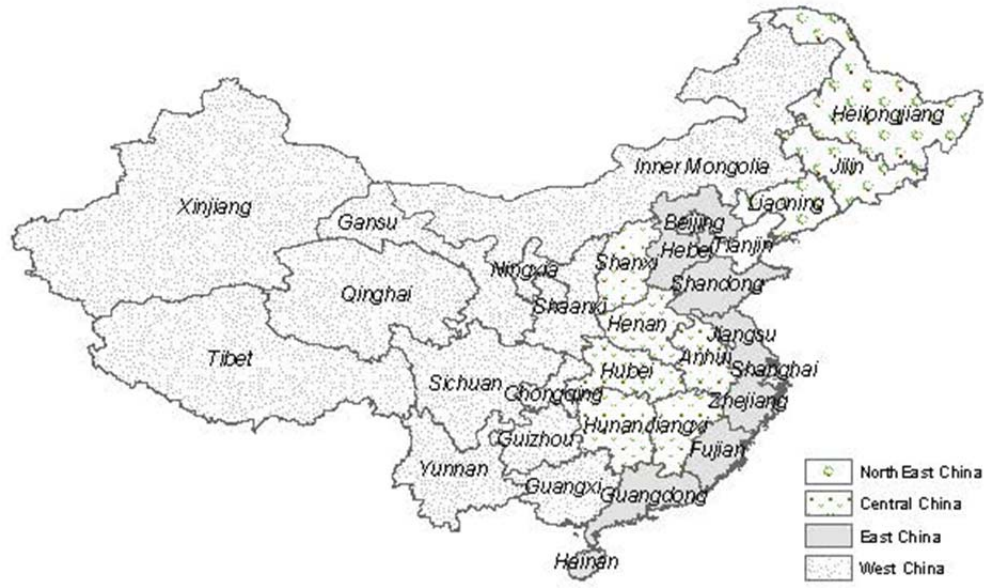 Heilongjiang
Jilin
Inner Mongolia
Liaoning
Xinjiang
Gansu
Beijing
Hebei
Tianjin
Shanxi
Ningxia
Shandong
Qinghai
Shaanxi
Henan
Jiangsu
Tibet
Anhui
Shanghai
Hubei
Sichuan
Chongqing
Zhejiang
Hunan
Jiangxi
Guizhou
Fujian
Yunnan
Guangxi
Guangdong
Hainan
North East China
Central China
East China
West China